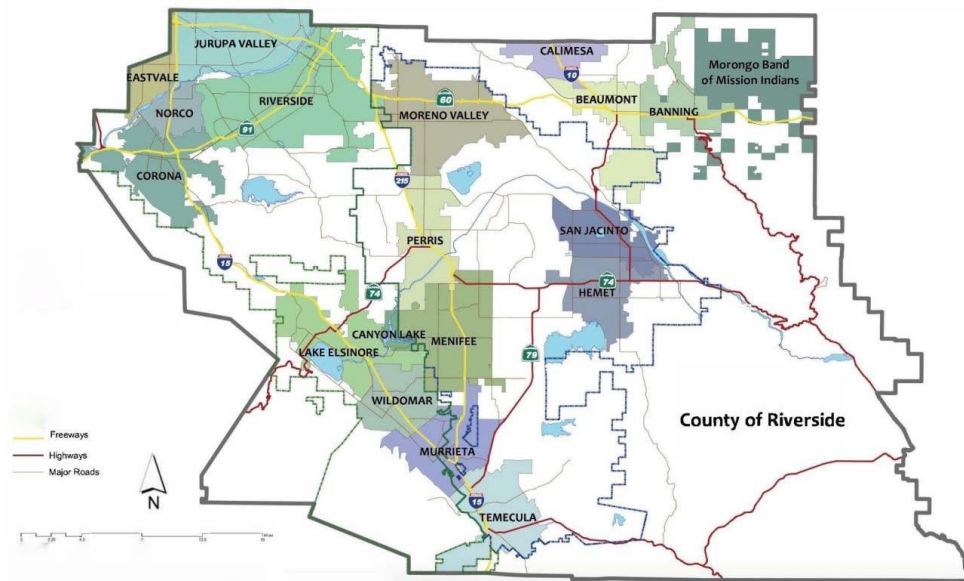 JURUPA VALLEY
CALIMESA
Morongo Band
of Mission Indians
EASTVALE
10
RIVERSIDE
BEAUMONT
NORCO
60
BANNING
MORENO VALLEY
91
CORONA
215
SAN JACINTO
PERRIS
15
74
74
HEMET
CANYON LAKE
MENIFEE
LAKE ELSINORE
79
WILDOMAR
County of Riverside
Freeways
MURRIETA
Highways
Major Roads
N
15
TEMECULA